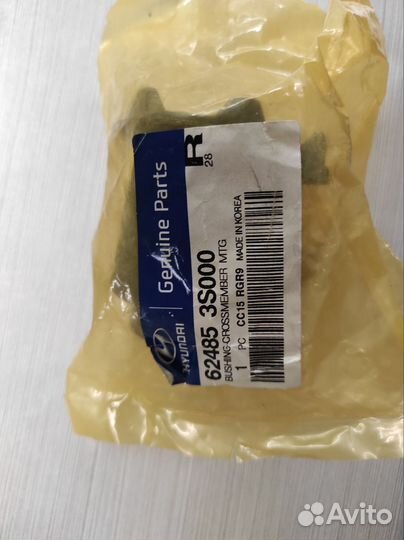 HYUNDAI
Genuine Parts
R
28
62485 3S000
BUSHING-CROSSMEMBER MTG
1 PC CC15 RGR9 MADE IN KOREA
Avito